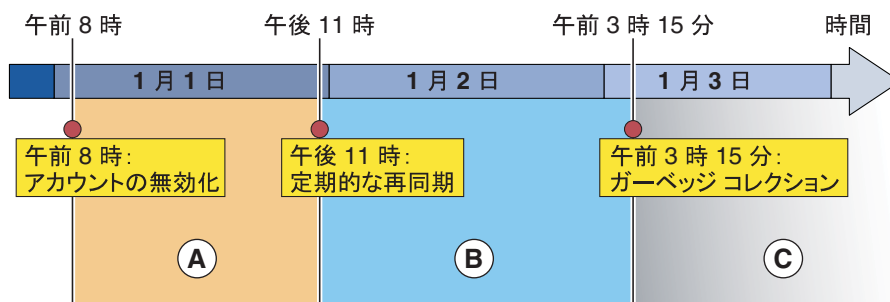 午前 8 時
午後 11 時
午前 3 時 15 分
時間
1 月 1 日
1 月 2 日
1 月 3 日
午前 8 時：
アカウントの無効化
午後 11 時：
定期的な再同期
午前 3 時 15 分：
ガーベッジ コレクション
A
B
C